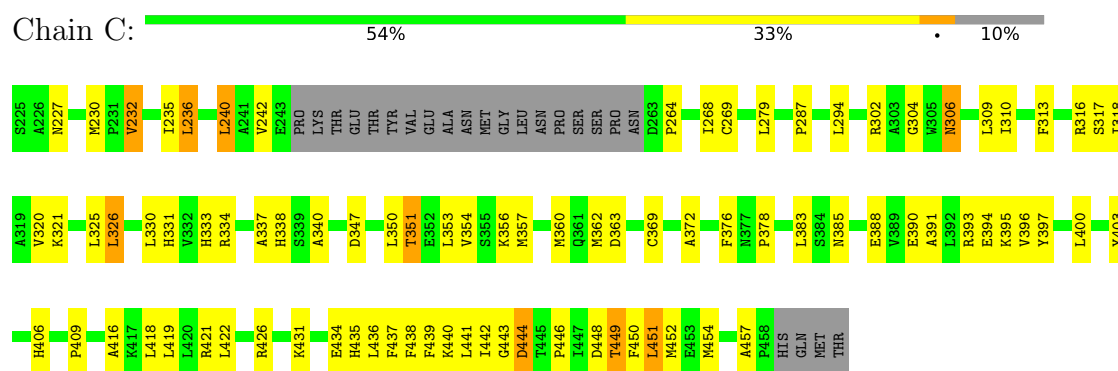 Chain C:
54% 33% • 10%
S225 A226 N227 M230 P231 V232 I235 L236 L240 A241 V242 E243 PRO LYS THR GLU THR TYR VAL GLU ALA ASN MET GLY LEU ASN PRO SER SER PRO ASN D263 P264 I268 C269 L279 P287 L294 R302 A303 G304 W305 N306 L309 I310 F313 R316 S317 I318
A319 V320 K321 L325 L326 L330 H331 V332 H333 R334 A337 H338 S339 A340 D347 L350 T351 E352 L353 V354 S355 K356 M357 M360 Q361 M362 D363 C369 A372 F376 N377 P378 L383 S384 N385 E388 V389 E390 A391 L392 R393 E394 K395 V396 Y397 L400 Y403
H406 P409 A416 K417 L418 L419 L420 R421 L422 R426 K431 E434 H435 L436 F437 F438 F439 K440 L441 I442 G443 D444 T445 P446 I447 D448 T449 F450 L451 M452 E453 M454 A457 P458 HIS GLN MET THR